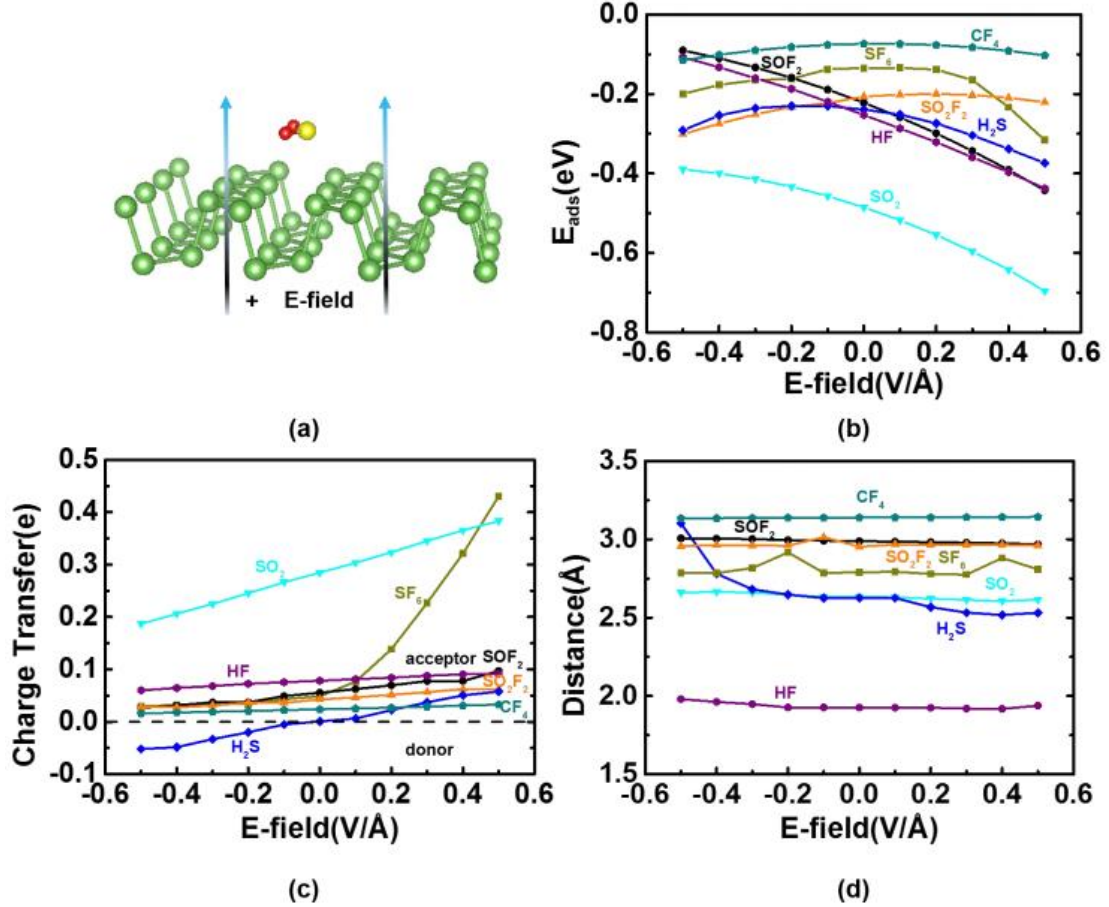 + E-field
(a)
0.0
-0.2
-0.4
-0.6
-0.8
E_ads(eV)
CF₄
SOF₂
SF₆
SO₂F₂
H₂S
HF
SO₂
-0.6 -0.4 -0.2 0.0 0.2 0.4 0.6
E-field(V/Å)
(b)
0.5
0.4
0.3
0.2
0.1
0.0
-0.1
Charge Transfer(e)
SO₂
SF₆
HF
acceptor
SOF₂
SO₂F₂
CF₄
H₂S
donor
-0.6 -0.4 -0.2 0.0 0.2 0.4 0.6
E-field(V/Å)
(c)
3.5
3.0
2.5
2.0
1.5
Distance(Å)
CF₄
SOF₂
SO₂F₂
SF₆
SO₂
H₂S
HF
-0.6 -0.4 -0.2 0.0 0.2 0.4 0.6
E-field(V/Å)
(d)